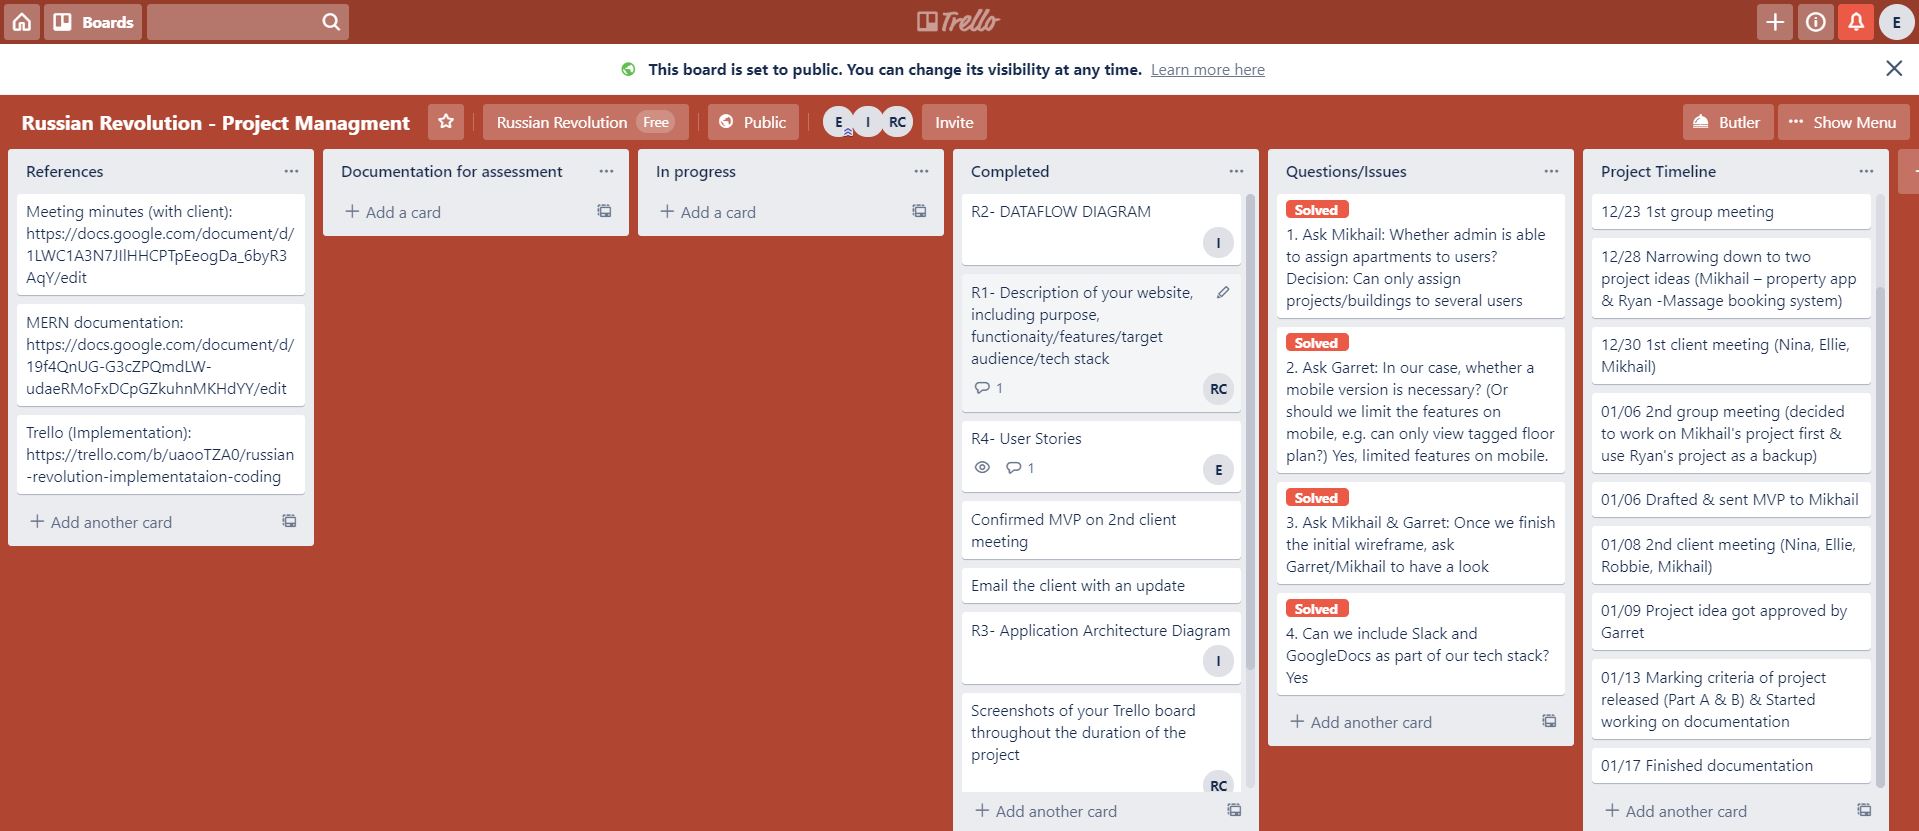 Boards
Trello
E
This board is set to public. You can change its visibility at any time. Learn more here
Russian Revolution - Project Managment
Russian Revolution Free
Public
E I RC
Invite
Butler
Show Menu
References
Meeting minutes (with client):
https://docs.google.com/document/d/
1LWC1A3N7JIlHHCPTpEeogDa_6byR3
AqY/edit
MERN documentation:
https://docs.google.com/document/d/
19f4QnUG-G3cZPQmdLW-
udaeRMoFxDCpGZkuhnMKHdYY/edit
Trello (Implementation):
https://trello.com/b/uaooTZA0/russian
-revolution-implementataion-coding
Add another card
Documentation for assessment
Add a card
In progress
Add a card
Completed
R2- DATAFLOW DIAGRAM
I
R1- Description of your website,
including purpose,
functionaity/features/target
audience/tech stack
1
RC
R4- User Stories
1
E
Confirmed MVP on 2nd client
meeting
Email the client with an update
R3- Application Architecture Diagram
I
Screenshots of your Trello board
throughout the duration of the
project
RC
Add another card
Questions/Issues
Solved
1. Ask Mikhail: Whether admin is able
to assign apartments to users?
Decision: Can only assign
projects/buildings to several users
Solved
2. Ask Garret: In our case, whether a
mobile version is necessary? (Or
should we limit the features on
mobile, e.g. can only view tagged floor
plan?) Yes, limited features on mobile.
Solved
3. Ask Mikhail & Garret: Once we finish
the initial wireframe, ask
Garret/Mikhail to have a look
Solved
4. Can we include Slack and
GoogleDocs as part of our tech stack?
Yes
Add another card
Project Timeline
12/23 1st group meeting
12/28 Narrowing down to two
project ideas (Mikhail – property app
& Ryan -Massage booking system)
12/30 1st client meeting (Nina, Ellie,
Mikhail)
01/06 2nd group meeting (decided
to work on Mikhail's project first &
use Ryan's project as a backup)
01/06 Drafted & sent MVP to Mikhail
01/08 2nd client meeting (Nina, Ellie,
Robbie, Mikhail)
01/09 Project idea got approved by
Garret
01/13 Marking criteria of project
released (Part A & B) & Started
working on documentation
01/17 Finished documentation
Add another card